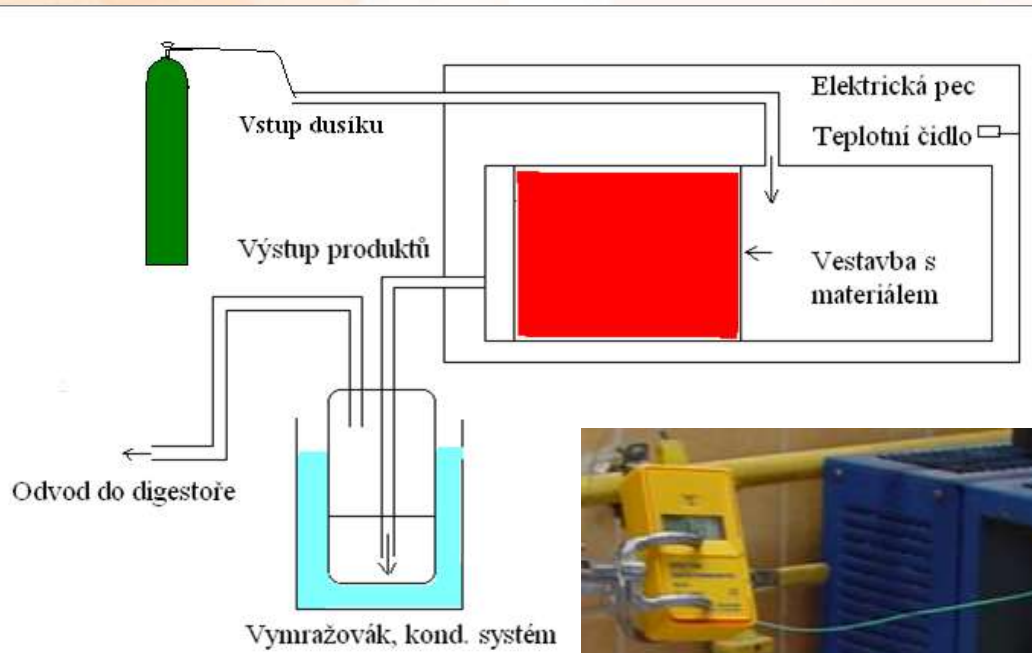 Elektrická pec
Vstup dusíku
Teplotní čidlo
Výstup produktů
Vestavba s
materiálem
Odvod do digestoře
Vymražovák, kond. systém